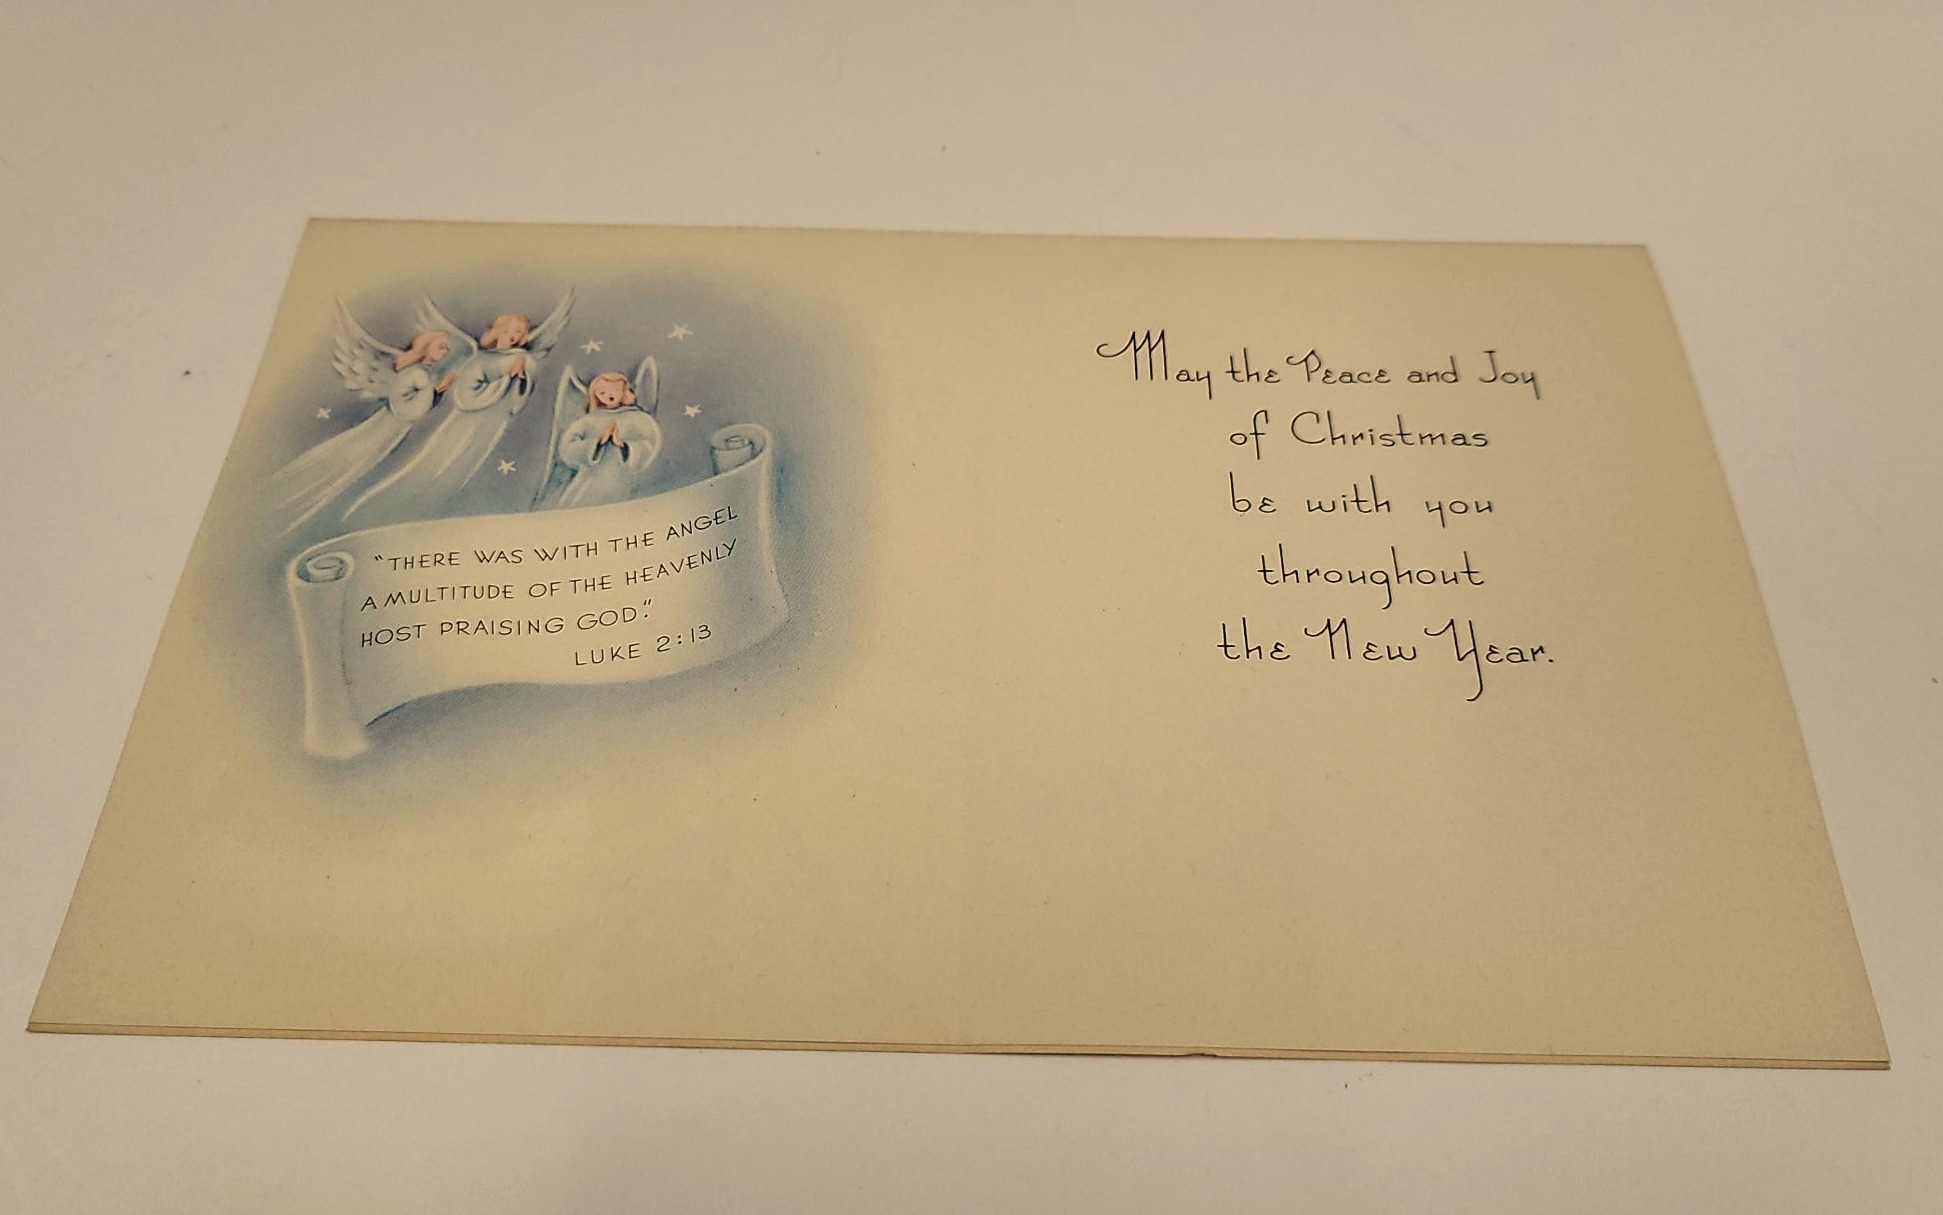 “THERE WAS WITH THE ANGEL
A MULTITUDE OF THE HEAVENLY
HOST PRAISING GOD.”
LUKE 2:13
May the Peace and Joy
of Christmas
be with you
throughout
the New Year.